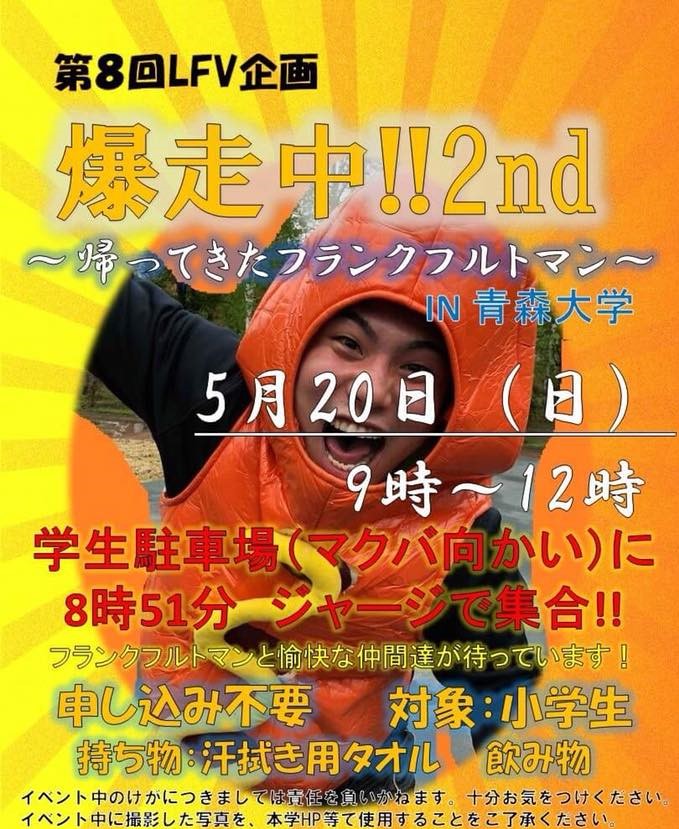 第8回LFV企画
爆走中!!2nd
～帰ってきたフランクフルトマン～
IN 青森大学
5月20日（日）
9時～12時
学生駐車場（マクバ向かい）に
8時51分　ジャージで集合!!
フランクフルトマンと愉快な仲間達が待っています！
申し込み不要　対象：小学生
持ち物：汗拭き用タオル　飲み物
イベント中のけがにつきましては責任を負いかねます。十分お気をつけください。
イベント中に撮影した写真を、本学HP等で使用することをご了承ください。